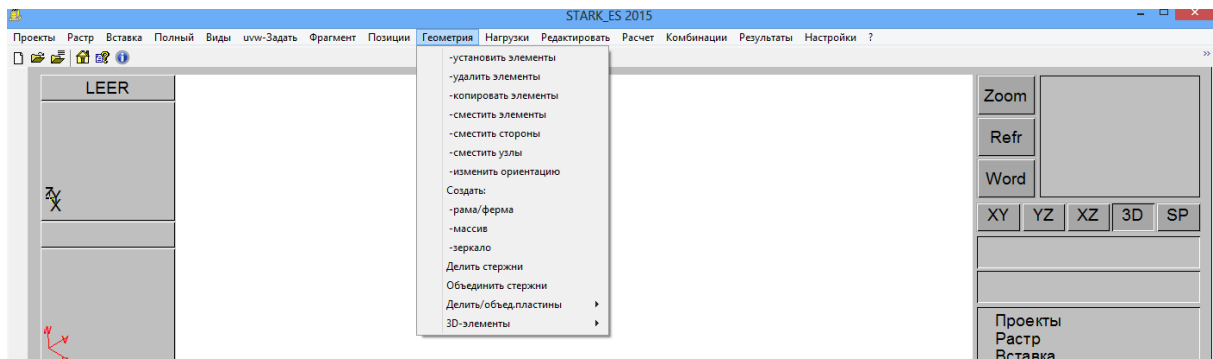 STARK_ES 2015
Проекты Растр Вставка Полный Виды uvw-Задать Фрагмент Позиции Геометрия Нагрузки Редактировать Расчет Комбинации Результаты Настройки ?
-установить элементы
LEER
-удалить элементы
Zoom
-копировать элементы
-сместить элементы
-сместить стороны
Refr
-сместить узлы
-изменить ориентацию
Word
Создать:
-рама/ферма
XY YZ XZ 3D SP
-массив
-зеркало
Делить стержни
Объединить стержни
Делить/объед.пластины
3D-элементы
Проекты
Растр
Вставка